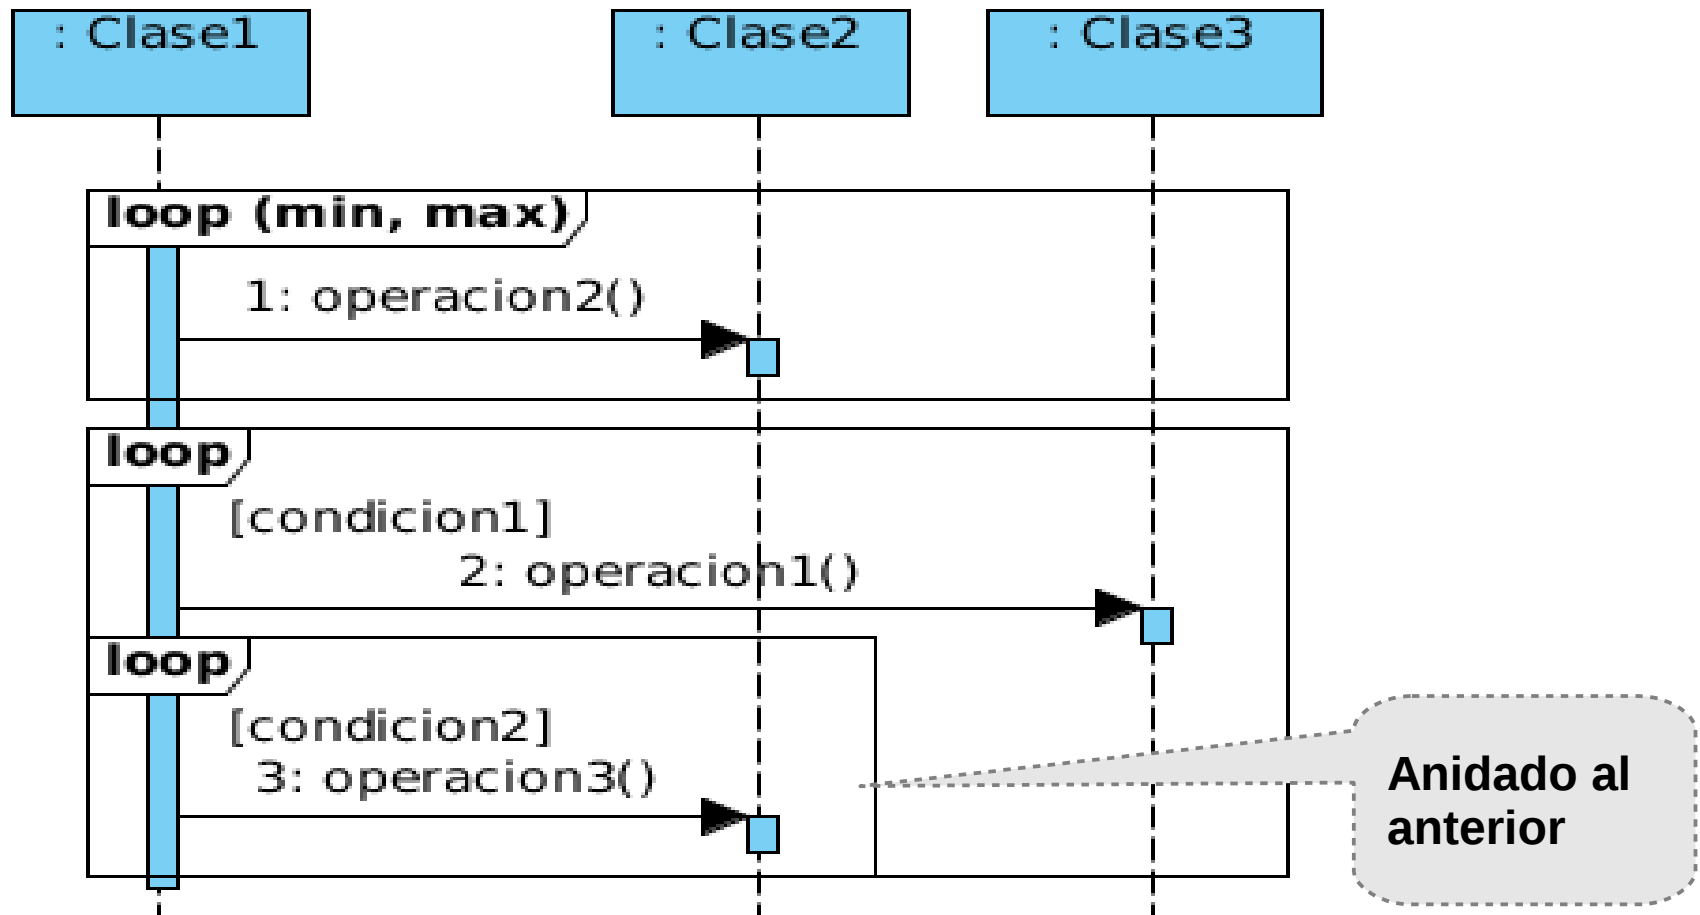 : Clase1
: Clase2
: Clase3
loop (min, max)
1: operacion2()
loop
[condicion1]
2: operacion1()
loop
[condicion2]
3: operacion3()
Anidado al
anterior